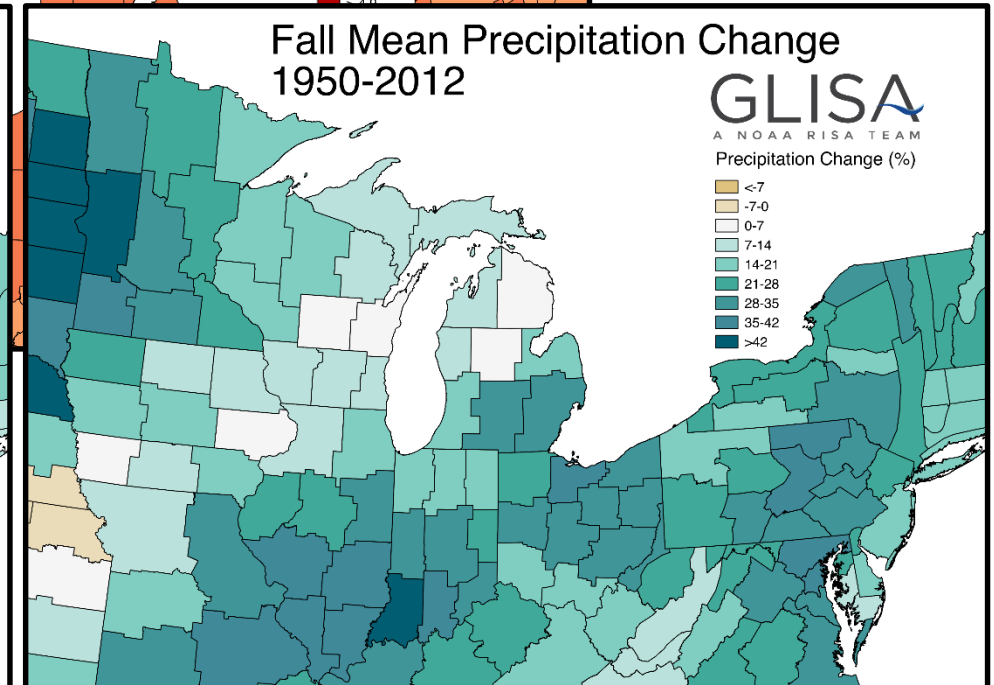 Fall Mean Precipitation Change
1950-2012
GLISA
A NOAA RISA TEAM
Precipitation Change (%)
<-7
-7-0
0-7
7-14
14-21
21-28
28-35
35-42
>42